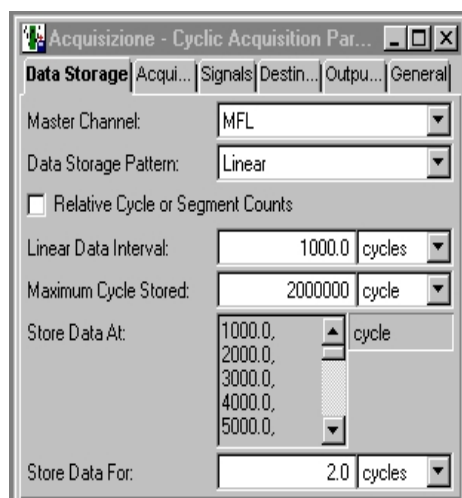 Acquisizione - Cyclic Acquisition Par...
Data Storage Acqui... Signals Destin... Outpu... General
Master Channel: MFL
Data Storage Pattern: Linear
Relative Cycle or Segment Counts
Linear Data Interval: 1000.0 cycles
Maximum Cycle Stored: 2000000 cycle
Store Data At: 1000.0, cycle
2000.0,
3000.0,
4000.0,
5000.0,
Store Data For: 2.0 cycles